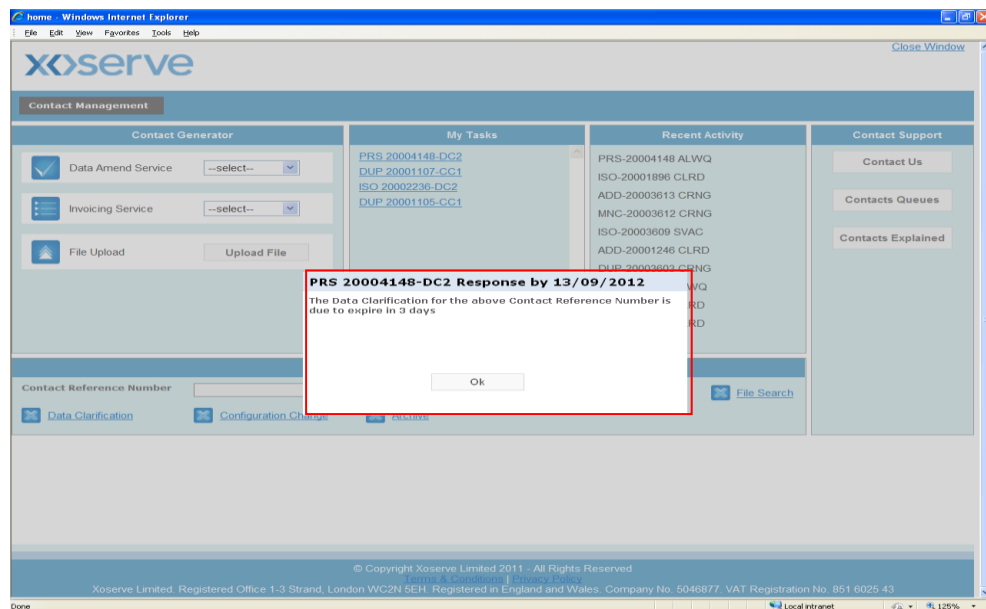 home - Windows Internet Explorer
File Edit View Favorites Tools Help
Close Window
xoserve
Contact Management
Contact Generator
Data Amend Service --select--
Invoicing Service --select--
File Upload Upload File
My Tasks
PRS 20004148-DC2
DUP 20001107-CC1
ISO 20002236-DC2
DUP 20001105-CC1
Recent Activity
PRS-20004148 ALWQ
ISO-20001896 CLRD
ADD-20003613 CRNG
MNC-20003612 CRNG
ISO-20003609 SVAC
ADD-20001246 CLRD
DUP-20003603 CRNG
WQ
RD
RD
Contact Support
Contact Us
Contacts Queues
Contacts Explained
PRS 20004148-DC2 Response by 13/09/2012
The Data Clarification for the above Contact Reference Number is
due to expire in 3 days
Ok
Contact Reference Number
File Search
Data Clarification Configuration Change Archive
© Copyright Xoserve Limited 2011 - All Rights Reserved
Terms & Conditions | Privacy Policy
Xoserve Limited. Registered Office 1-3 Strand, London WC2N 5EH. Registered in England and Wales. Company No. 5046877. VAT Registration No. 851 6025 43
Done Local intranet 125%